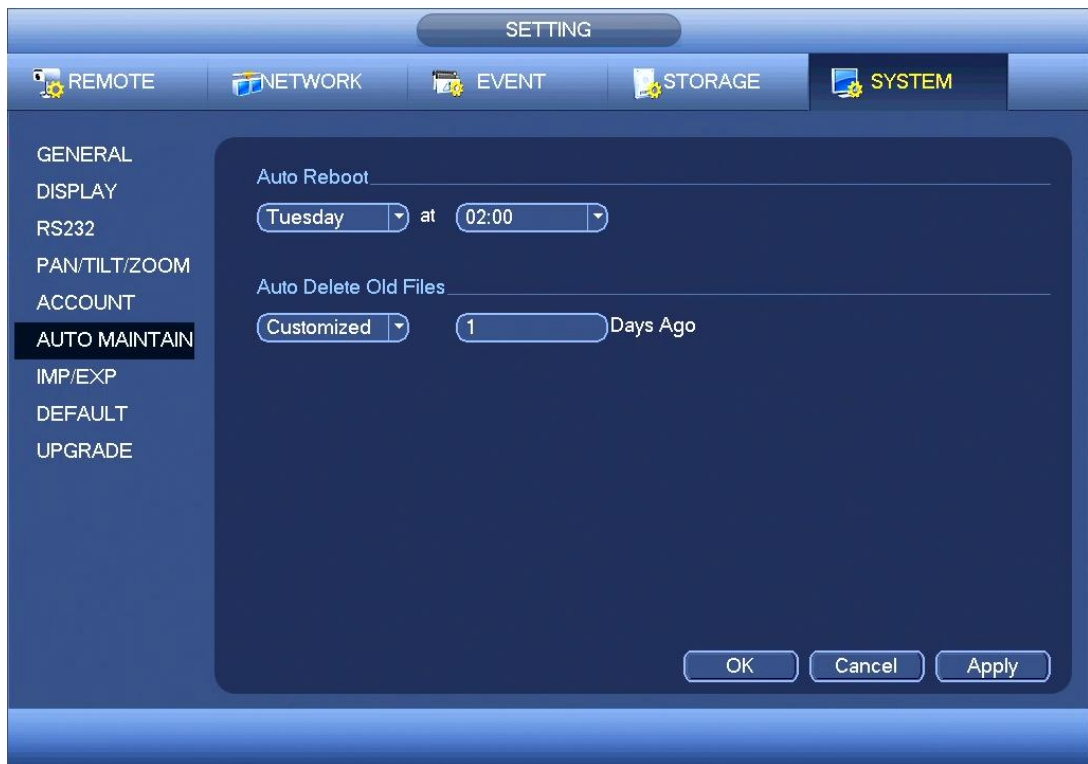 SETTING
REMOTE NETWORK EVENT STORAGE SYSTEM
GENERAL
DISPLAY
RS232
PAN/TILT/ZOOM
ACCOUNT
AUTO MAINTAIN
IMP/EXP
DEFAULT
UPGRADE
Auto Reboot
Tuesday at 02:00
Auto Delete Old Files
Customized 1 Days Ago
OK Cancel Apply